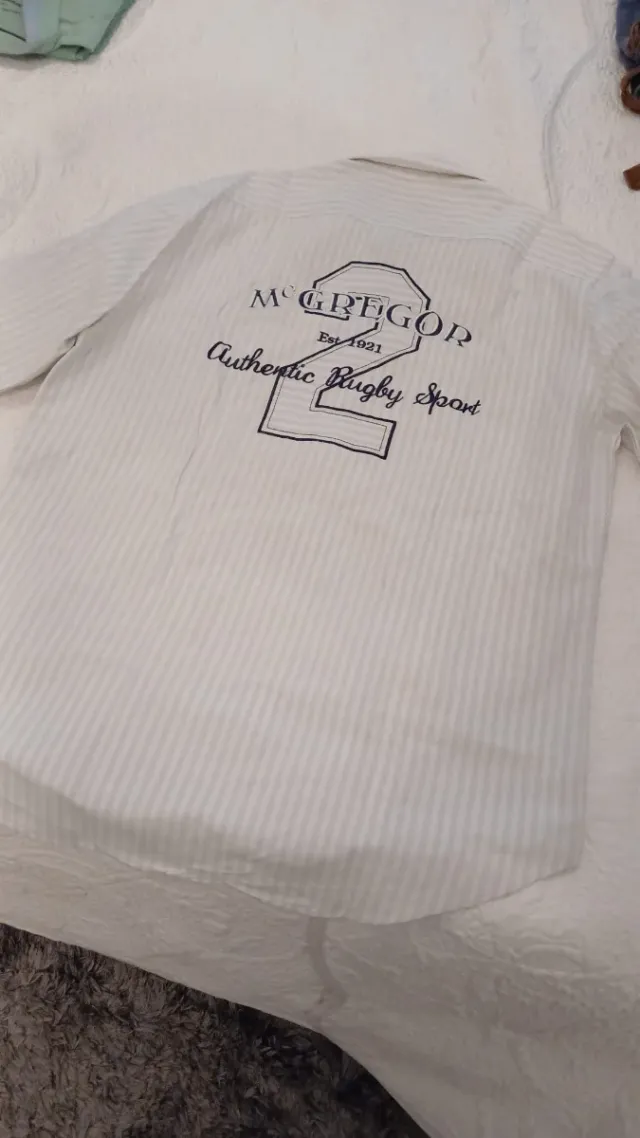 McGREGOR
2
Est 1921
Authentic Rugby Sport